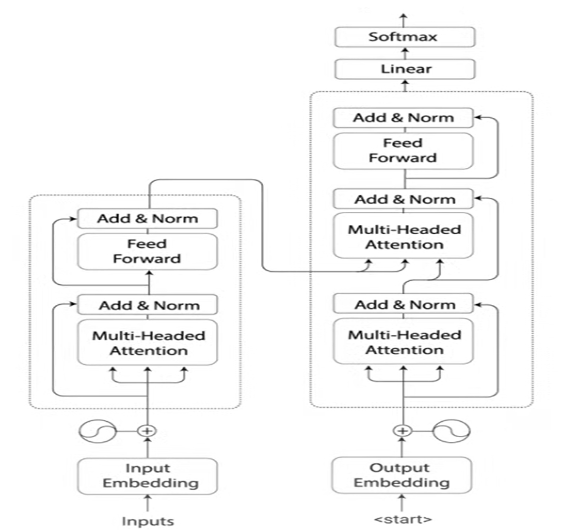 Softmax
Linear
Add & Norm
Feed
Forward
Add & Norm
Multi-Headed
Attention
Add & Norm
Multi-Headed
Attention
Output
Embedding
<start>
Add & Norm
Feed
Forward
Add & Norm
Multi-Headed
Attention
Input
Embedding
Inputs